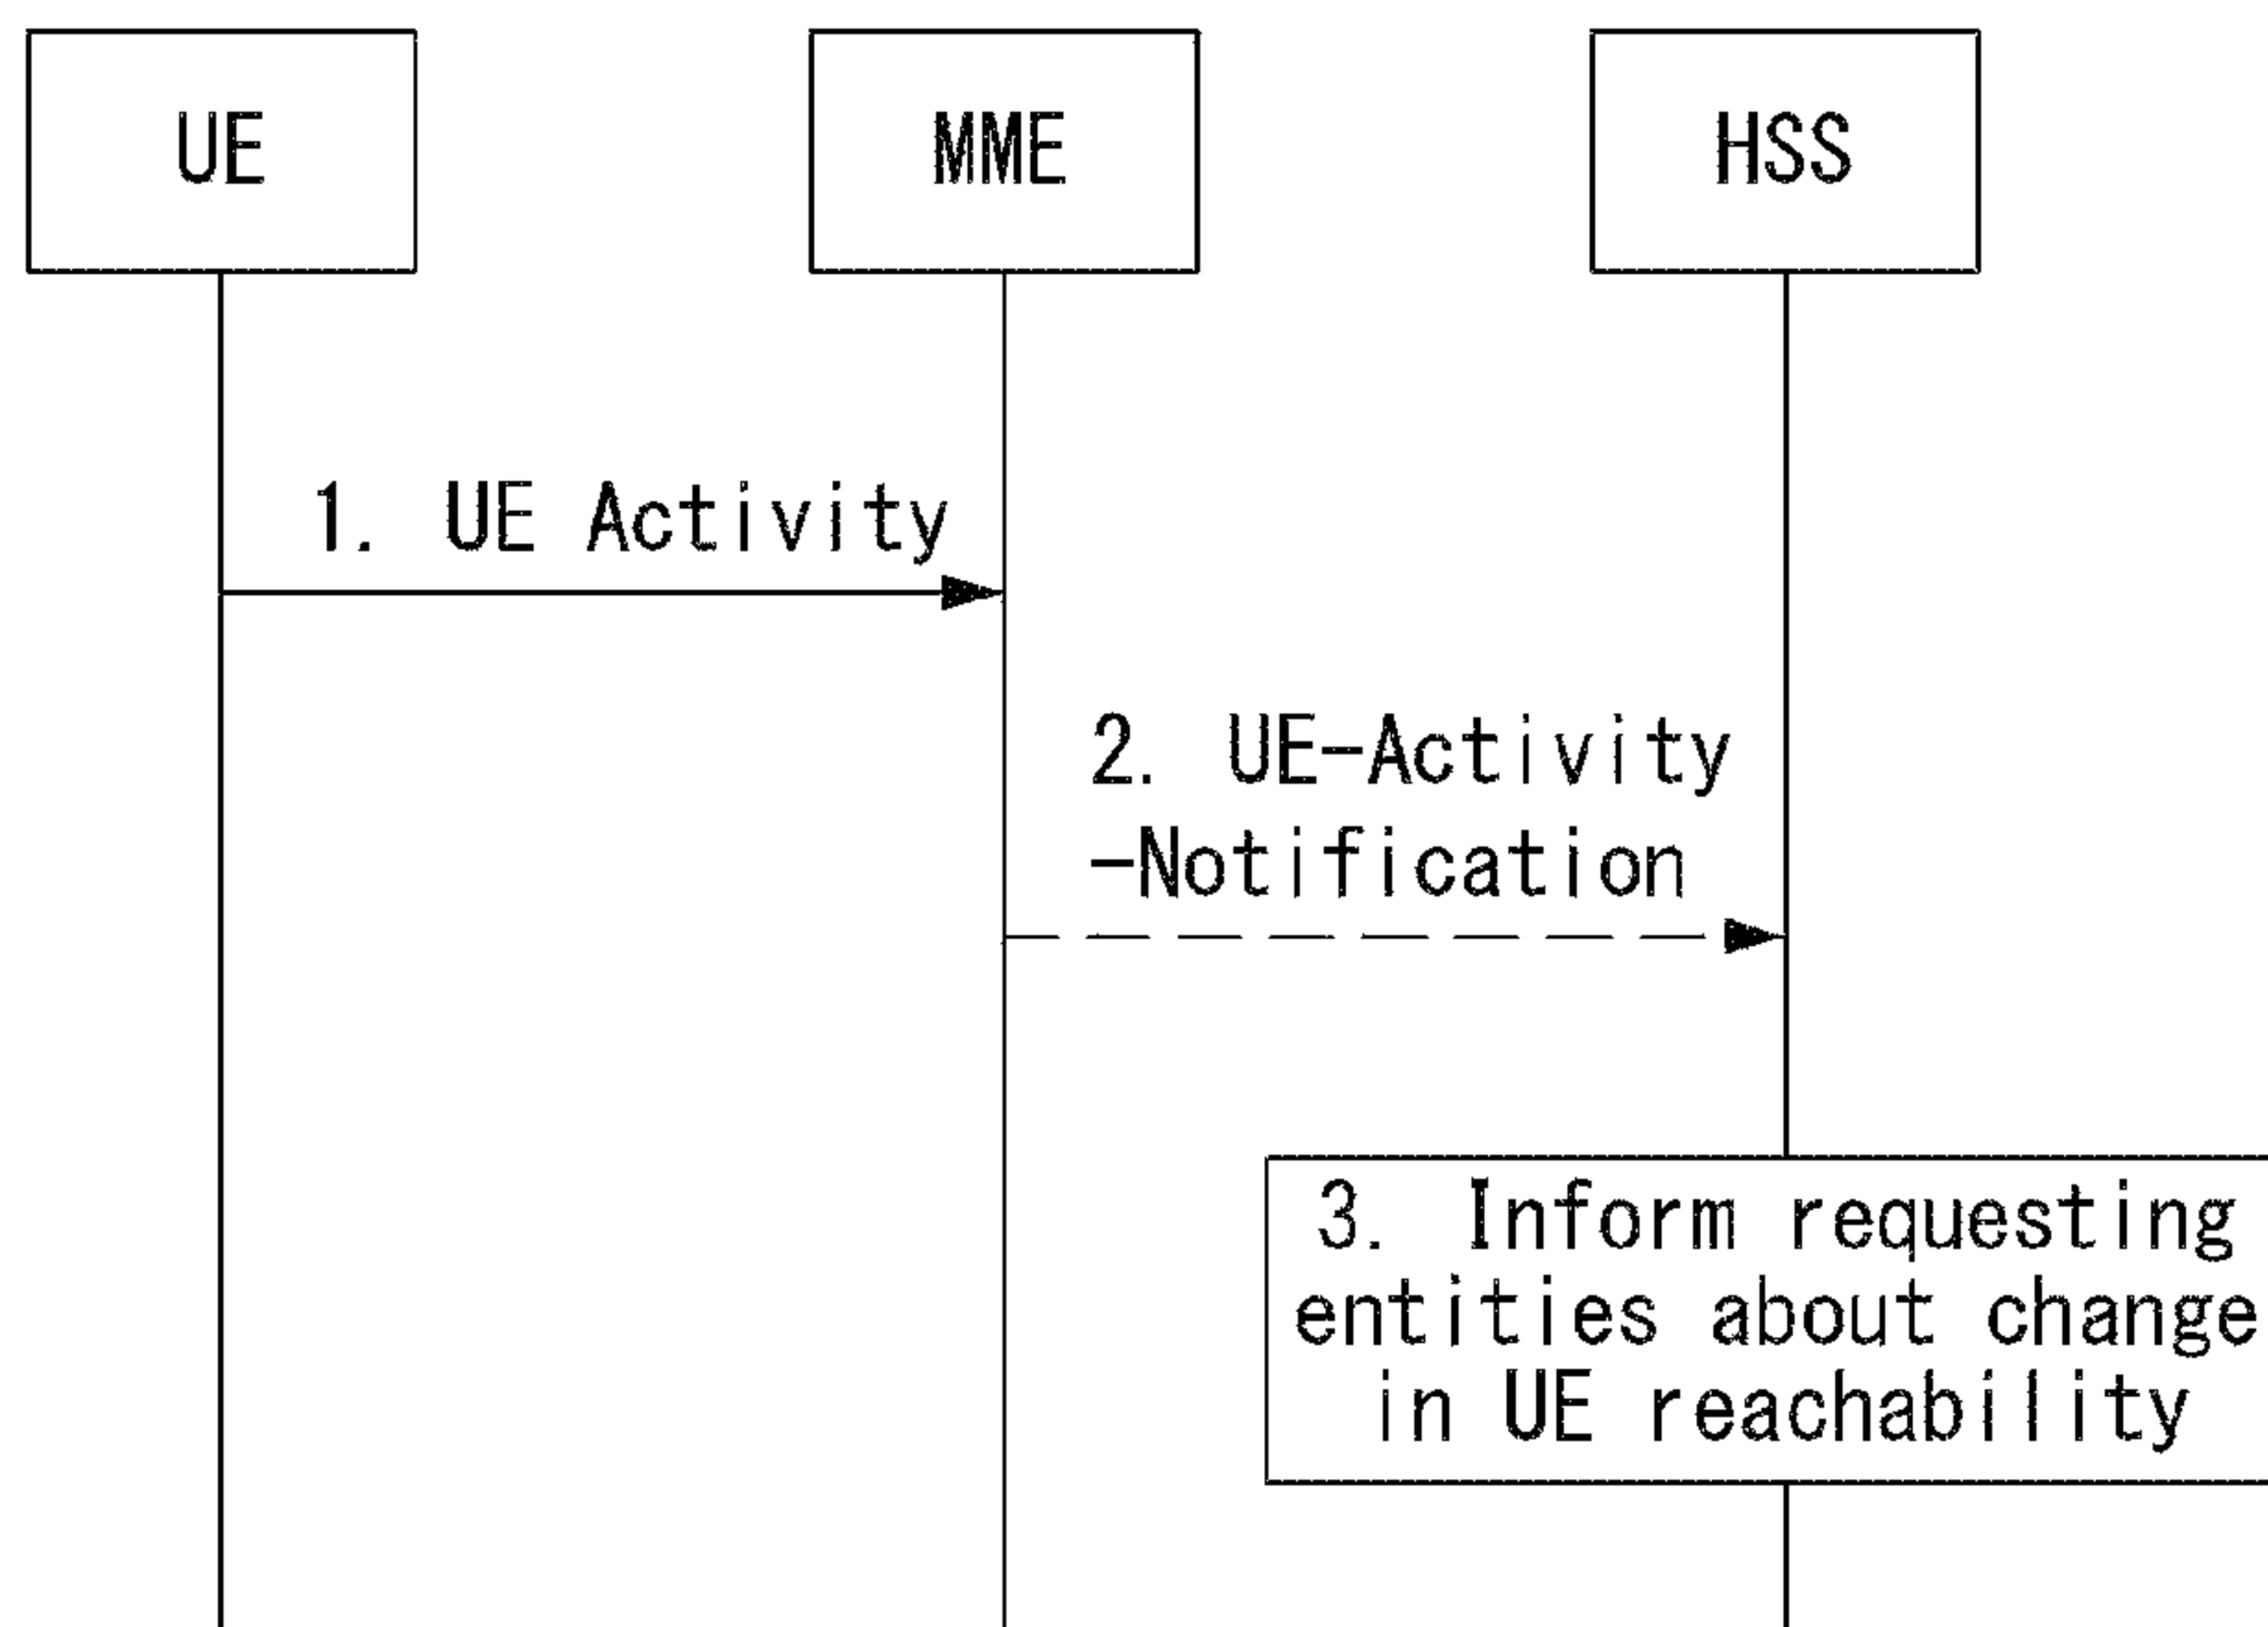 UE
MME
HSS
1. UE Activity
2. UE-Activity
-Notification
3. Inform requesting
entities about change
in UE reachability